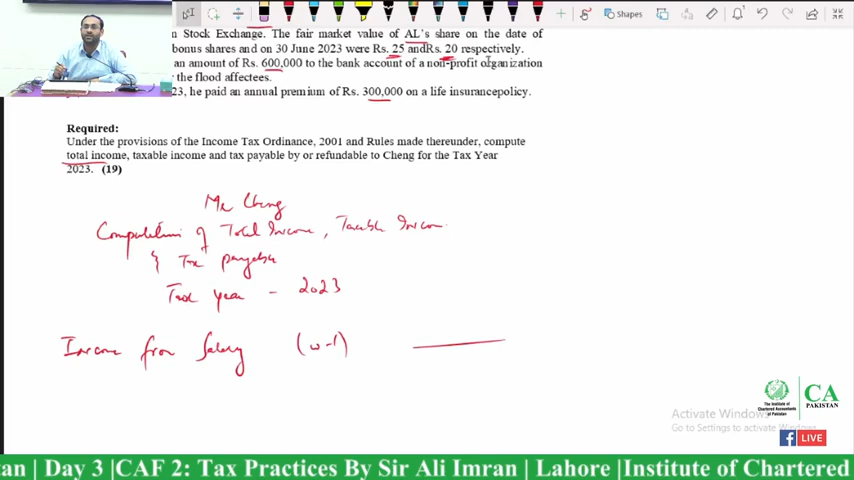 Shapes
n Stock Exchange. The fair market value of AL's share on the date of
bonus shares and on 30 June 2023 were Rs. 25 andRs. 20 respectively.
an amount of Rs. 600,000 to the bank account of a non-profit organization
the flood affectees.
23, he paid an annual premium of Rs. 300,000 on a life insurancepolicy.
Required:
Under the provisions of the Income Tax Ordinance, 2001 and Rules made thereunder, compute
total income, taxable income and tax payable by or refundable to Cheng for the Tax Year
2023. (19)
Mr Cheng
Computation of Total Income, Taxable Income
& Tax payable
Tax year - 2023
Income from Salary (w-1)
The Institute of
Chartered Accountants
of Pakistan
CA
PAKISTAN
Activate Windows
Go to Settings to activate Windows.
f LIVE
tan | Day 3 |CAF 2: Tax Practices By Sir Ali Imran | Lahore |Institute of Chartered